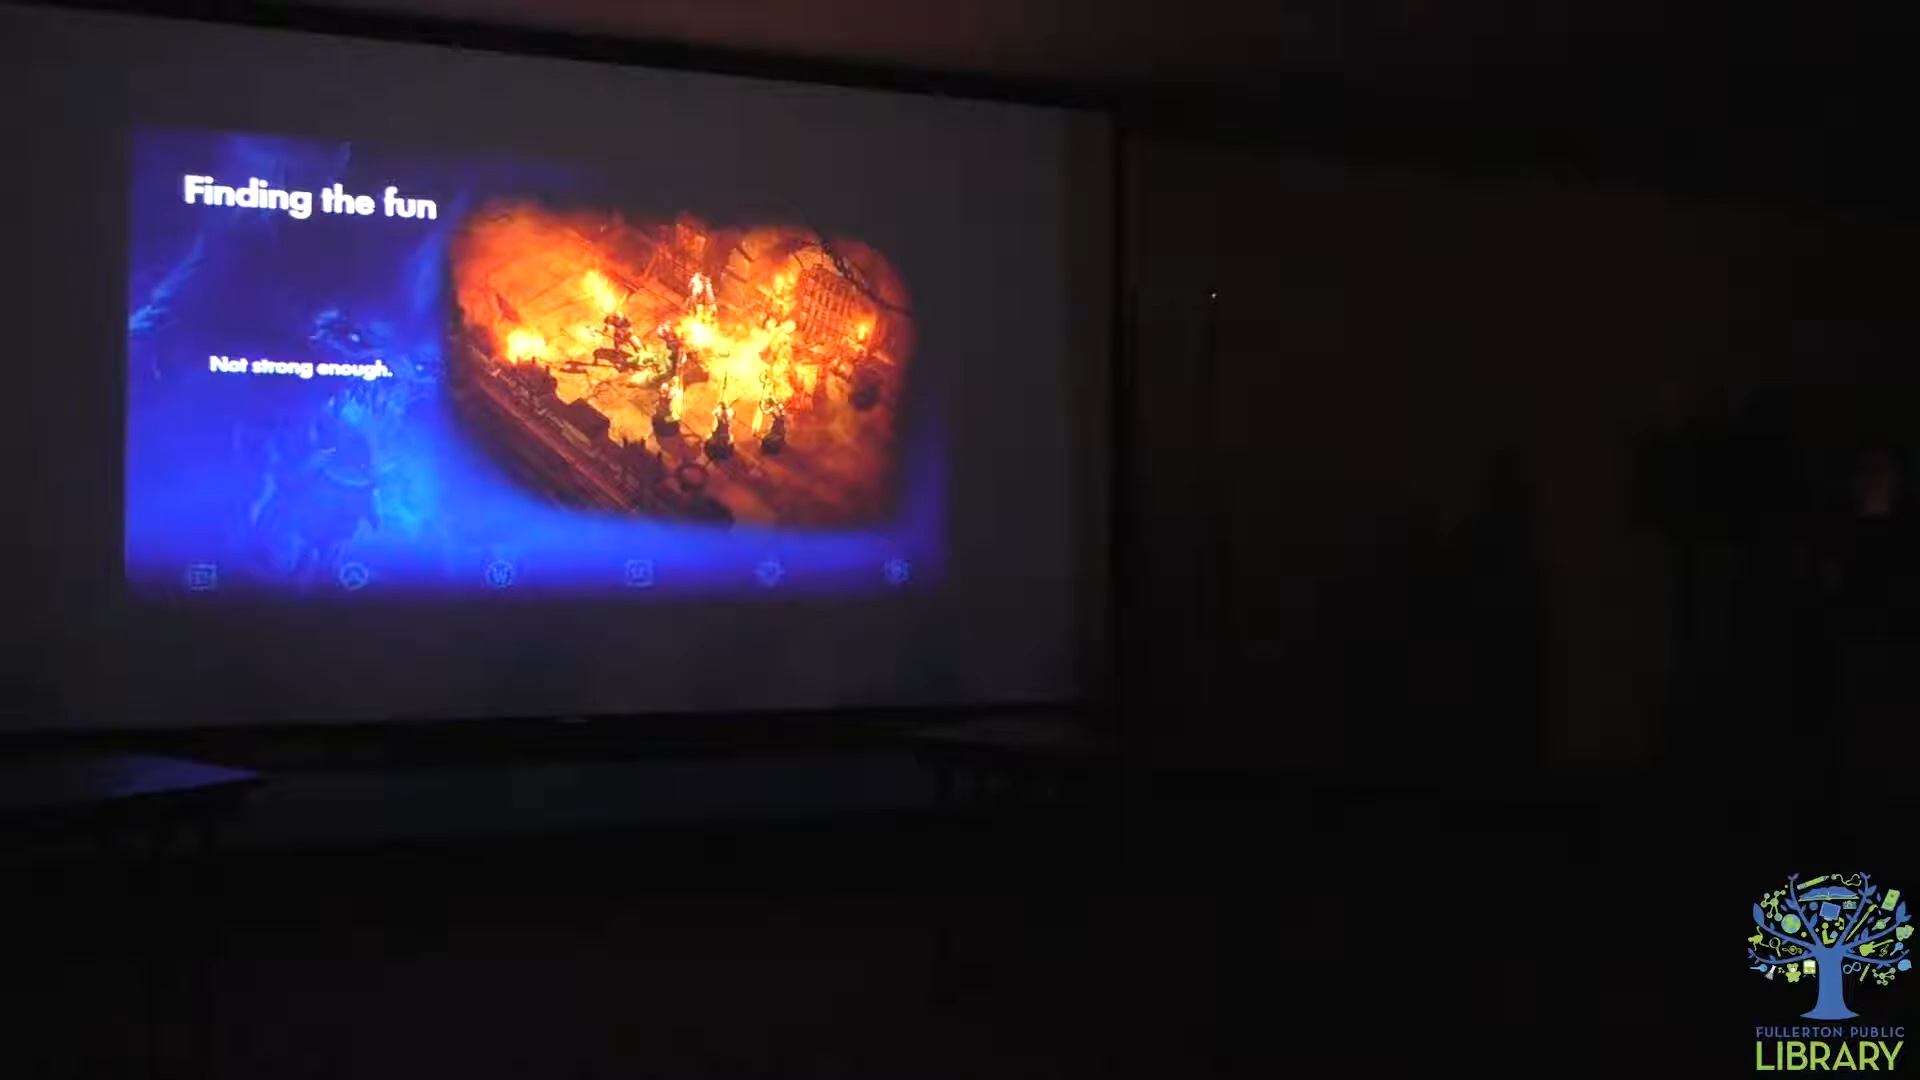 Finding the fun
Not strong enough.
FULLERTON PUBLIC
LIBRARY